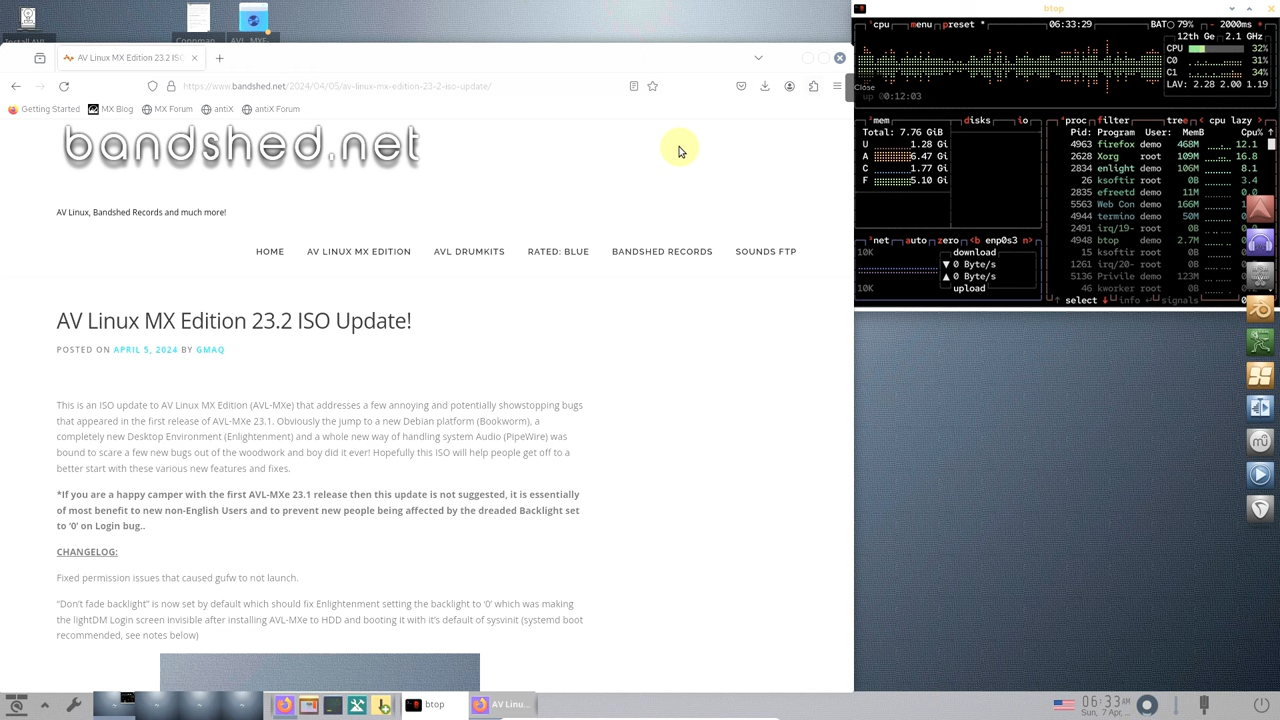 btop
Install AVL
Connman
AVL-MXE-
AV Linux MX Edition 23.2 ISO
https://www.bandshed.net/2024/04/05/av-linux-mx-edition-23-2-iso-update/
Close
Getting Started MX Blog MX Forum antiX antiX Forum
bandshed.net
AV Linux, Bandshed Records and much more!
HOME AV LINUX MX EDITION AVL DRUMKITS RATED: BLUE BANDSHED RECORDS SOUNDS FTP
AV Linux MX Edition 23.2 ISO Update!
POSTED ON APRIL 5, 2024 BY GMAQ
This is an ISO update to AV Linux MX Edition (AVL-MXe) that addresses a few annoying and potentially showstopping bugs
that appeared in the first release of AVL-MXe 23.1. Obviously the jump to a new Debian platform (Bookworm), a
completely new Desktop Environment (Enlightenment) and a whole new way of handling system Audio (PipeWire) was
bound to scare a few new bugs out of the woodwork and boy did it ever! Hopefully this ISO will help people get off to a
better start with these various new features and fixes.
*If you are a happy camper with the first AVL-MXe 23.1 release then this update is not suggested, it is essentially
of most benefit to new non-English Users and to prevent new people being affected by the dreaded Backlight set
to ‘0’ on Login bug..
CHANGELOG:
Fixed permission issues that caused gufw to not launch.
“Don’t fade backlight” is now set by default which should fix Enlightenment setting the backlight to ‘0’ which was making
the lightDM Login screen invisible after installing AVL-MXe to HDD and booting it with it’s default of sysvinit (systemd boot
recommended, see notes below)
¹cpu menu preset * 06:33:29 BAT 79% - 2000ms +
12th Ge 2.1 GHz
CPU 32%
C0 31%
C1 34%
LAV: 2.28 2.00 1.19
up 00:12:03
²mem disks io
Total: 7.76 GiB
U 1.28 Gi
A 6.47 Gi
C 1.77 Gi
F 5.10 Gi
³net auto zero <b enp0s3 n>
10K download
▼ 0 Byte/s
▲ 0 Byte/s
10K upload
⁴proc filter tree < cpu lazy >
Pid: Program User: MemB Cpu%
4963 firefox demo 468M 12.1
2628 Xorg root 109M 16.8
2834 enlight demo 106M 8.1
16 ksoftir root 0B 3.4
2835 efreetd demo 11M 0.0
5563 Web Con demo 166M
4944 termino demo 50M
2491 irq/19- root 0B
4948 btop demo 2.7M
15 ksoftir root 0B
1261 irq/20- root 0B
5136 Privile demo 123M
46 kworker root 0B
↑ select ↓ info ↵ signals
btop
AV Linu...
06:33AM
Sun, 7 Apr,